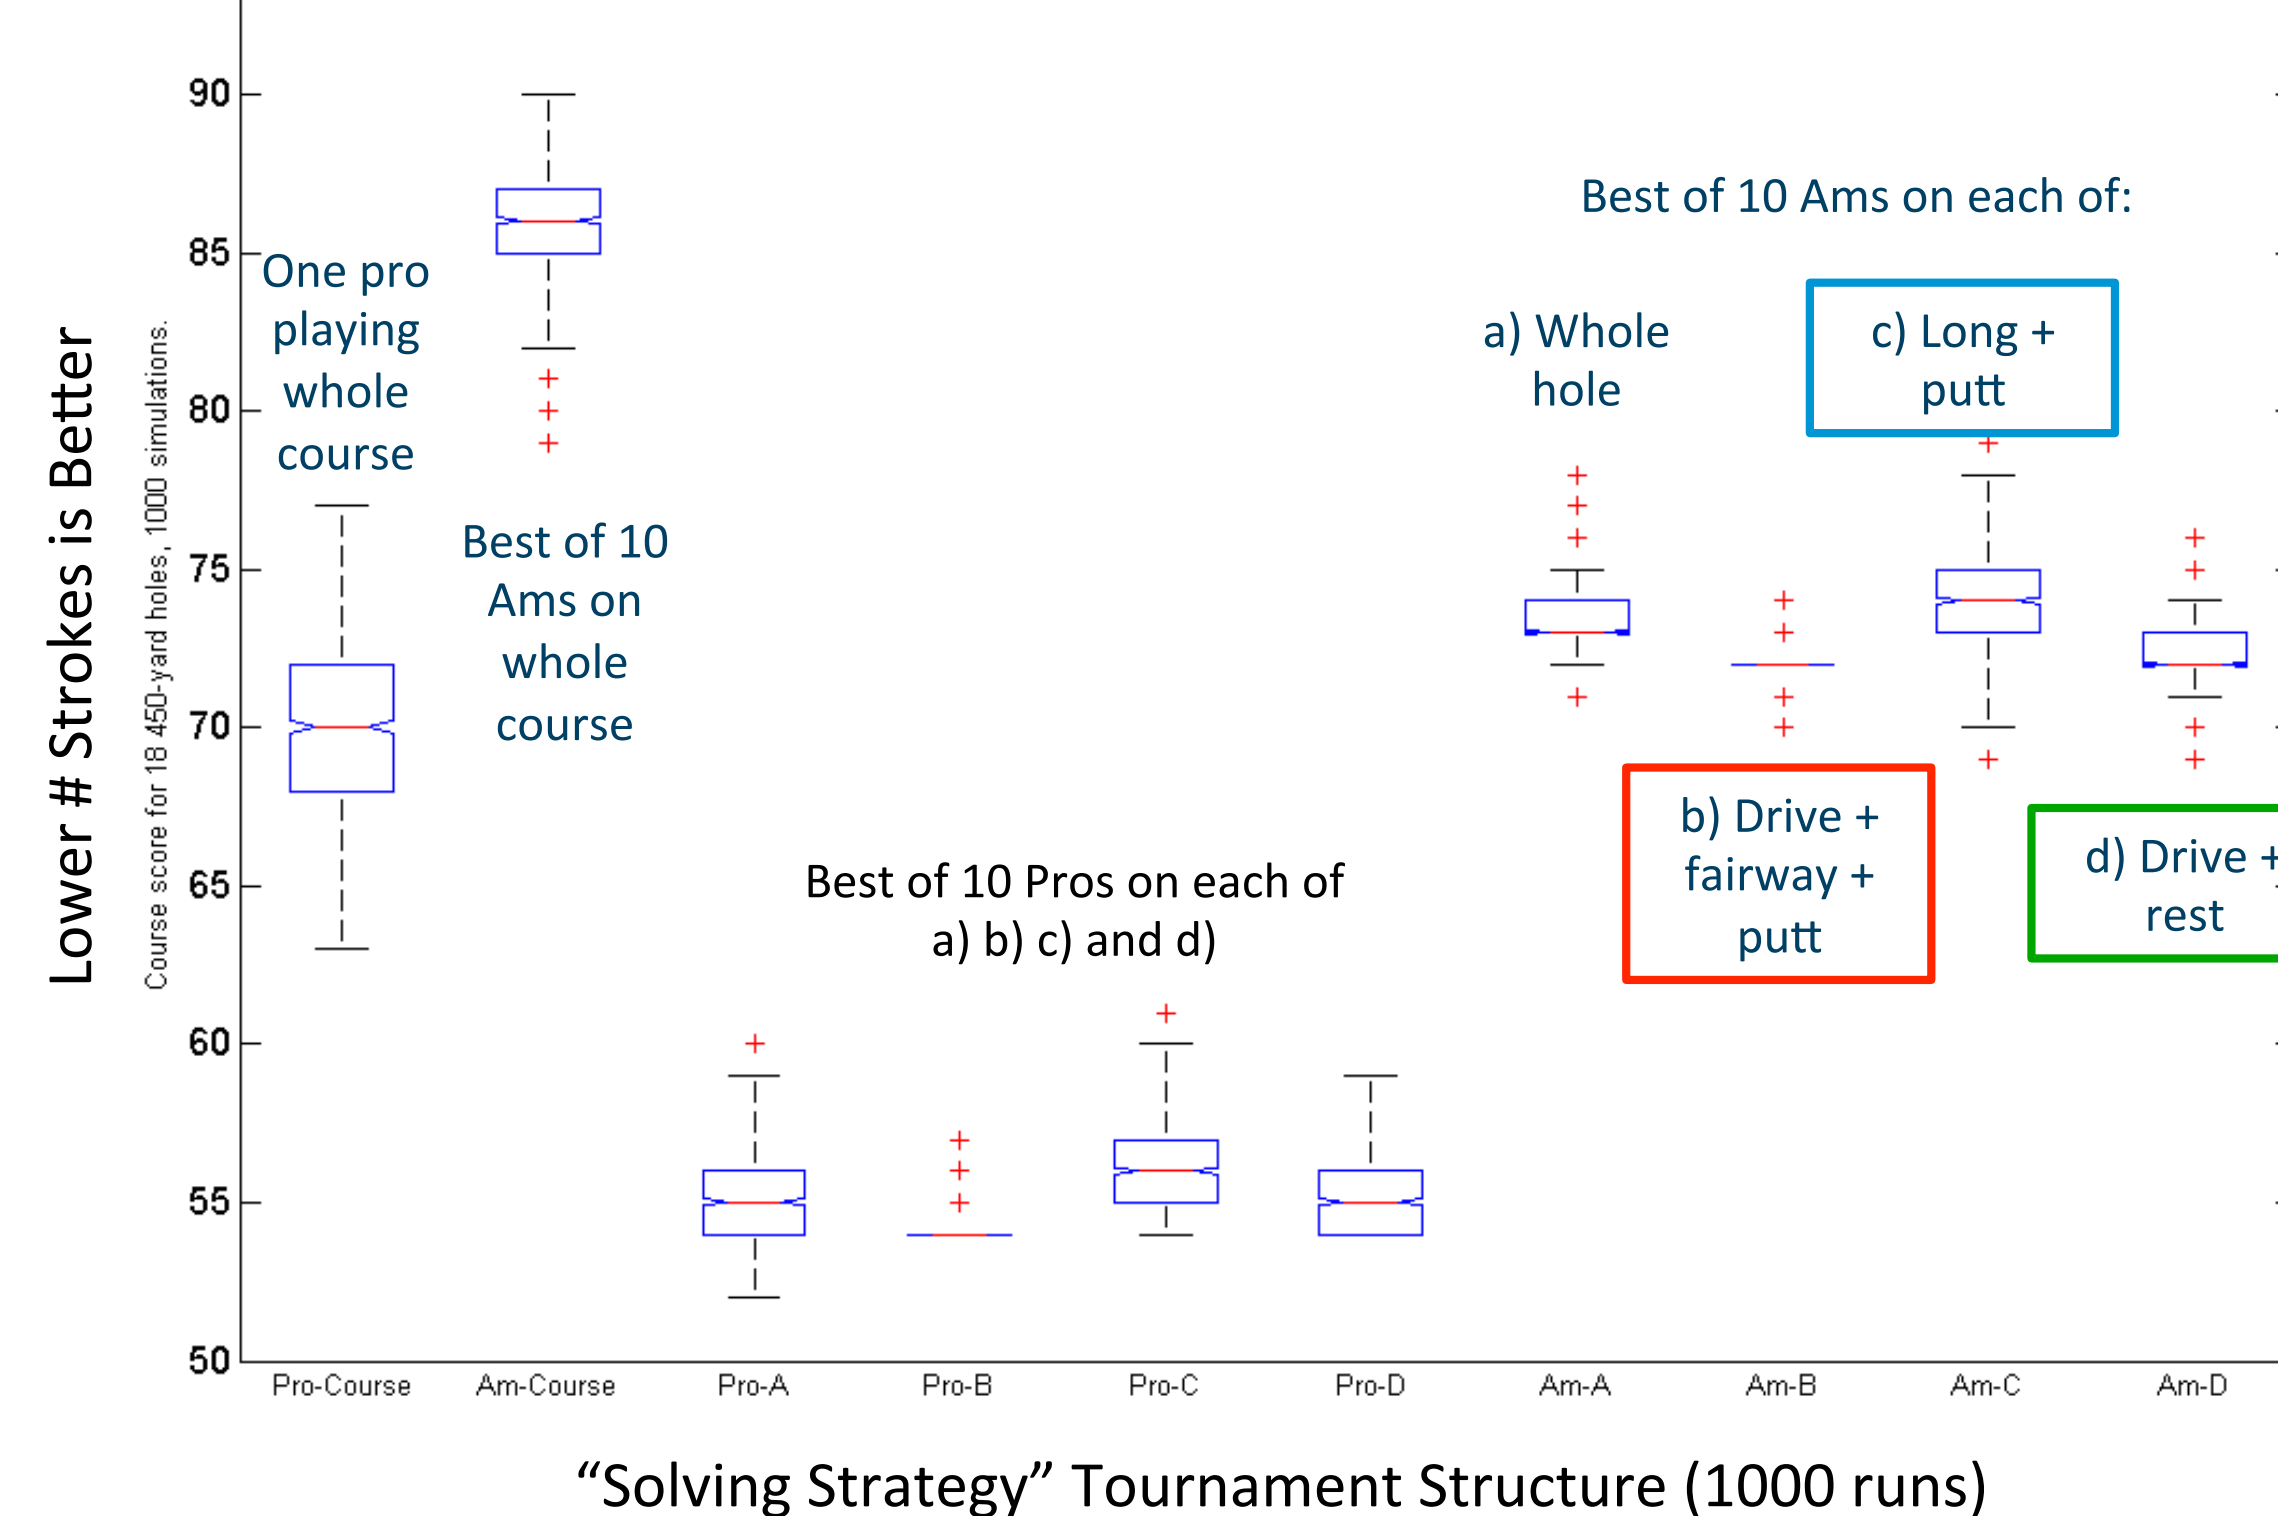 Lower # Strokes is Better
Course score for 18 450-yard holes, 1000 simulations.
90
85
80
75
70
65
60
55
50
One pro
playing
whole
course
Best of 10
Ams on
whole
course
Best of 10 Pros on each of
a) b) c) and d)
Best of 10 Ams on each of:
a) Whole
hole
c) Long +
putt
b) Drive +
fairway +
putt
d) Drive +
rest
Pro-Course
Am-Course
Pro-A
Pro-B
Pro-C
Pro-D
Am-A
Am-B
Am-C
Am-D
“Solving Strategy” Tournament Structure (1000 runs)